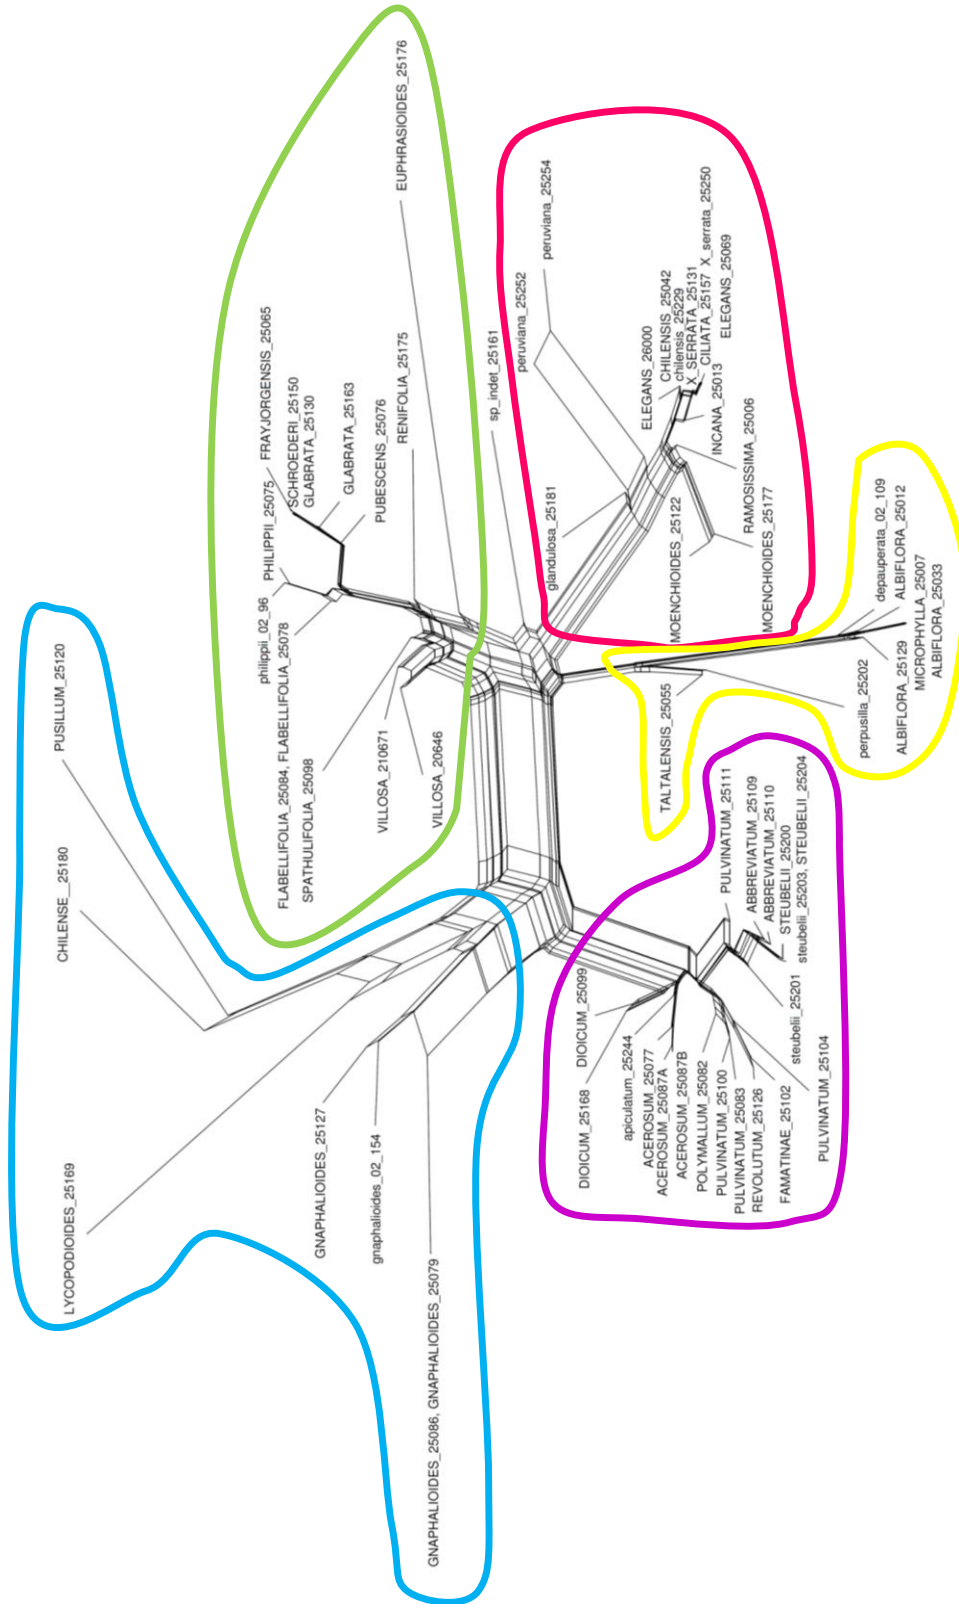 EUPHRASIOIDES_25176
FRAYJORGENSIS_25065
SCHROEDERI_25150
GLABRATA_25130
GLABRATA_25163
PUBESCENS_25076
RENIFOLIA_25175
PHILIPPII_25075
philippii_02_96
FLABELLIFOLIA_25084, FLABELLIFOLIA_25078
SPATHULIFOLIA_25098
VILLOSA_210671
VILLOSA_20646
sp_indet_25161
peruviana_25254
peruviana_25252
glandulosa_25181
ELEGANS_26000
CHILENSIS_25042
chilensis_25229
X_SERRATA_25131
CILIATA_25157 X_serrata_25250
ELEGANS_25069
INCANA_25013
RAMOSISSIMA_25006
MOENCHIOIDES_25177
MOENCHIOIDES_25122
TALTALENSIS_25055
depauperata_02_109
ALBIFLORA_25012
MICROPHYLLA_25007
ALBIFLORA_25033
ALBIFLORA_25129
perpusilla_25202
PULVINATUM_25111
ABBREVIATUM_25109
ABBREVIATUM_25110
STEUBELII_25200
steubelii_25203, STEUBELII_25204
steubelii_25201
PULVINATUM_25104
FAMATINAE_25102
REVOLUTUM_25126
PULVINATUM_25083
PULVINATUM_25100
POLYMALLUM_25082
ACEROSUM_25087B
ACEROSUM_25087A
ACEROSUM_25077
apiculatum_25244
DIOICUM_25099
DIOICUM_25168
GNAPHALIOIDES_25086, GNAPHALIOIDES_25079
gnaphalioides_02_154
GNAPHALIOIDES_25127
LYCOPODIOIDES_25169
CHILENSE_25180
PUSILLUM_25120